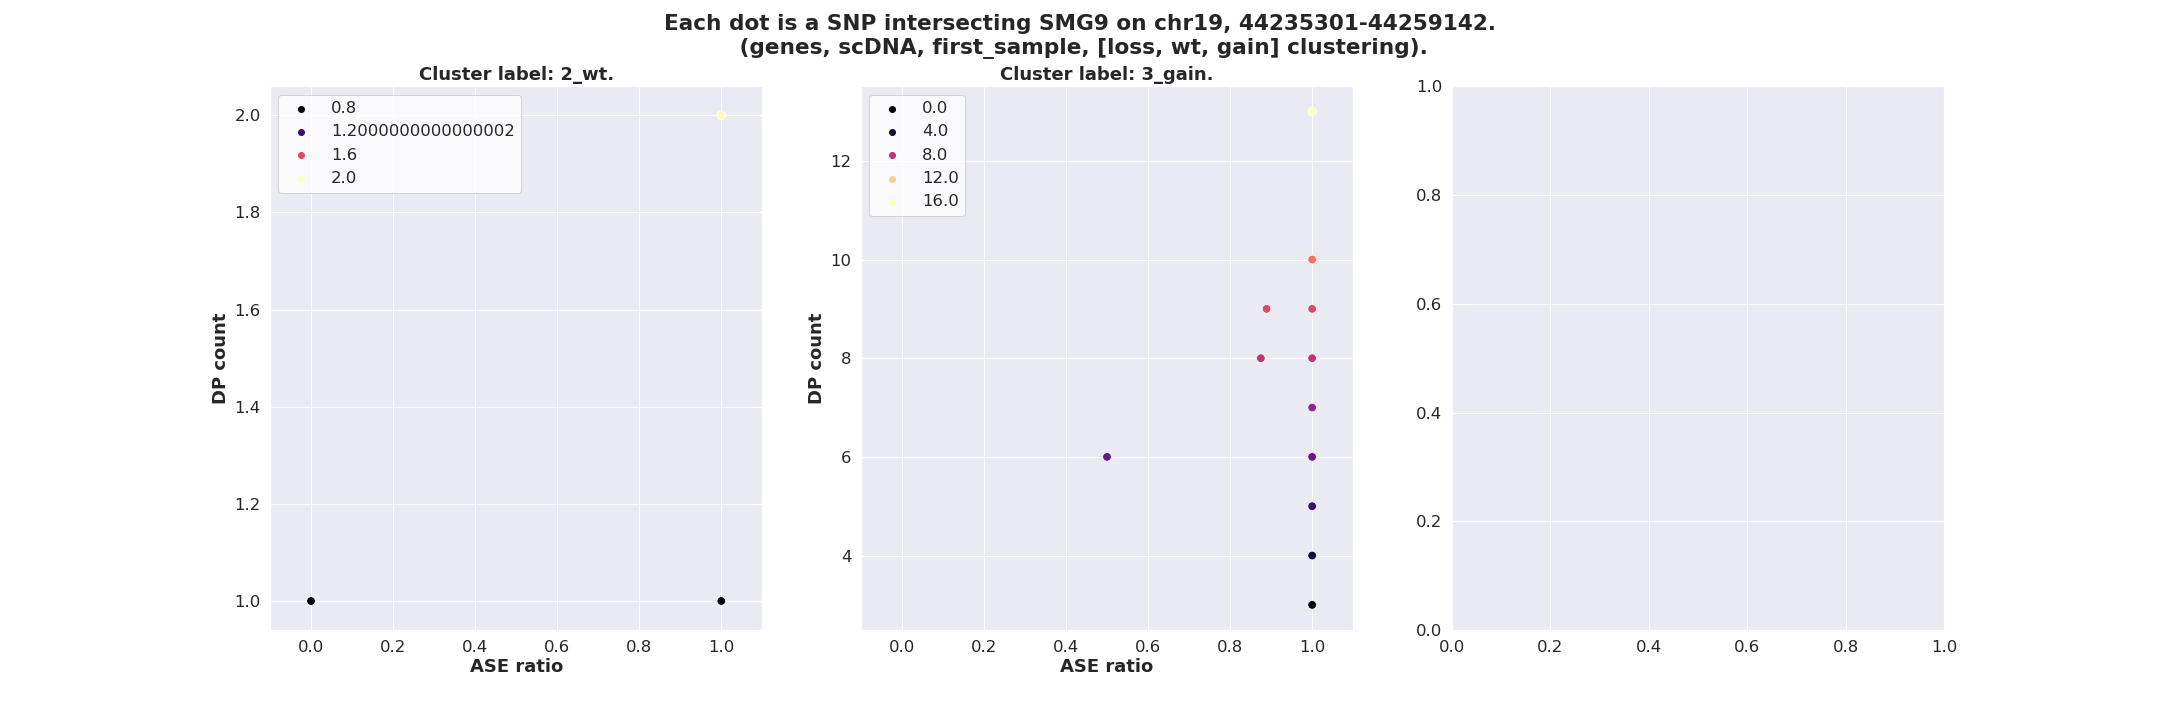 Each dot is a SNP intersecting SMG9 on chr19, 44235301-44259142.
(genes, scDNA, first_sample, [loss, wt, gain] clustering).
Cluster label: 2_wt.
2.0
1.8
1.6
1.4
1.2
1.0
DP count
0.8
1.2000000000000002
1.6
2.0
0.0 0.2 0.4 0.6 0.8 1.0
ASE ratio
Cluster label: 3_gain.
12
10
8
6
4
DP count
0.0
4.0
8.0
12.0
16.0
0.0 0.2 0.4 0.6 0.8 1.0
ASE ratio
1.0
0.8
0.6
0.4
0.2
0.0
0.0 0.2 0.4 0.6 0.8 1.0